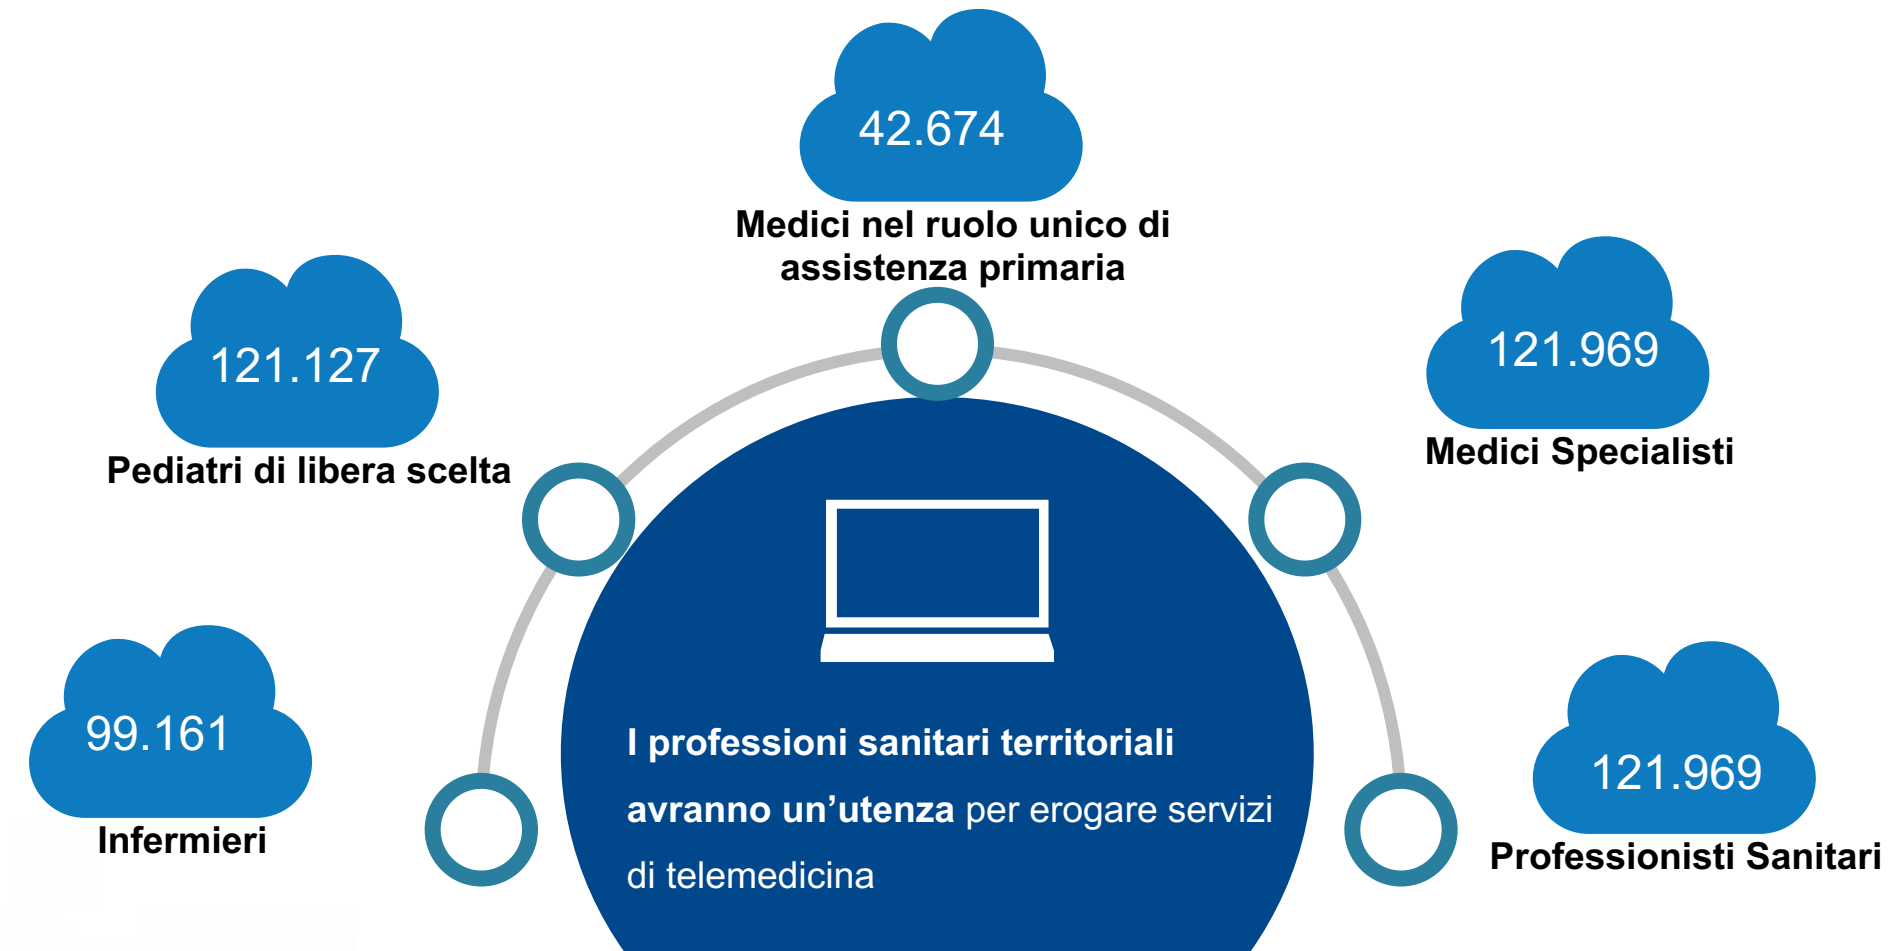 42.674
Medici nel ruolo unico di
assistenza primaria
121.127
Pediatri di libera scelta
121.969
Medici Specialisti
99.161
Infermieri
121.969
Professionisti Sanitari
I professioni sanitari territoriali
avranno un’utenza per erogare servizi
di telemedicina